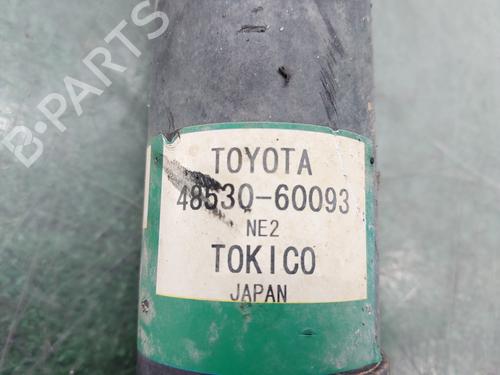 B-PARTS
TOYOTA
48530-60093
NE2
TOKICO
JAPAN